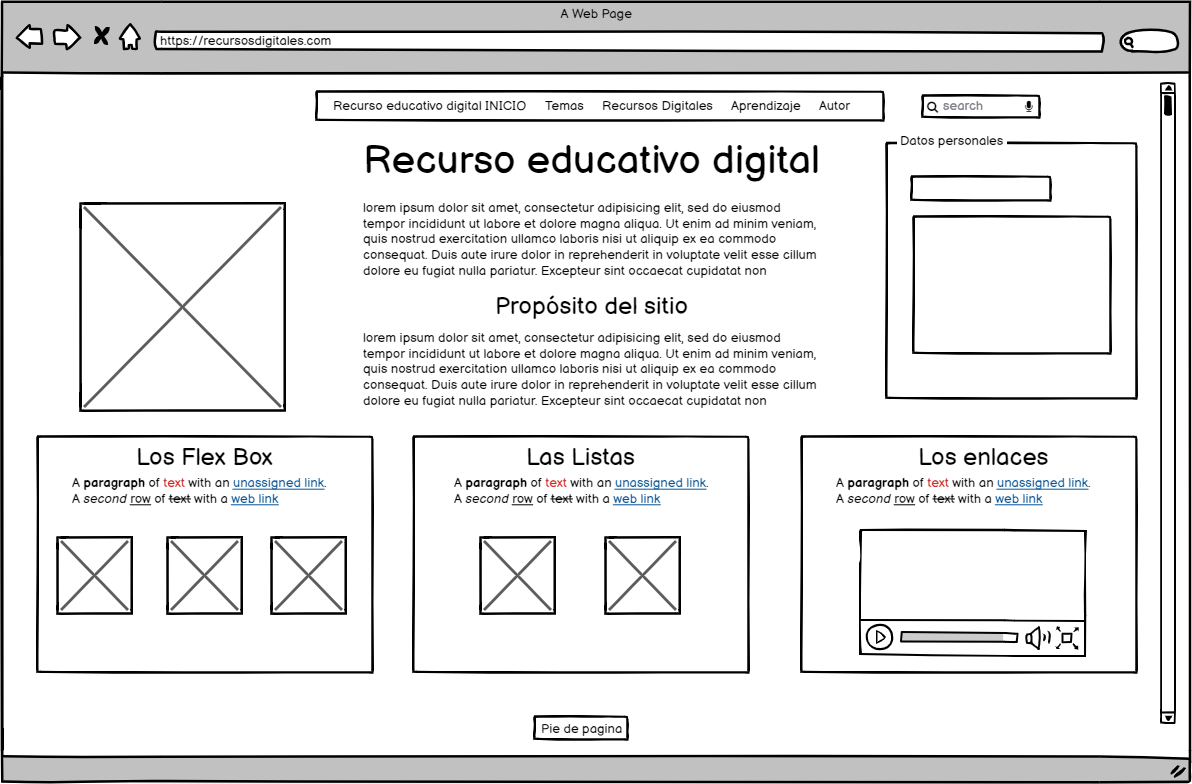 A Web Page
https://recursosdigitales.com
Recurso educativo digital INICIO Temas Recursos Digitales Aprendizaje Autor
search
Datos personales
Recurso educativo digital
lorem ipsum dolor sit amet, consectetur adipisicing elit, sed do eiusmod
tempor incididunt ut labore et dolore magna aliqua. Ut enim ad minim veniam,
quis nostrud exercitation ullamco laboris nisi ut aliquip ex ea commodo
consequat. Duis aute irure dolor in reprehenderit in voluptate velit esse cillum
dolore eu fugiat nulla pariatur. Excepteur sint occaecat cupidatat non
Propósito del sitio
lorem ipsum dolor sit amet, consectetur adipisicing elit, sed do eiusmod
tempor incididunt ut labore et dolore magna aliqua. Ut enim ad minim veniam,
quis nostrud exercitation ullamco laboris nisi ut aliquip ex ea commodo
consequat. Duis aute irure dolor in reprehenderit in voluptate velit esse cillum
dolore eu fugiat nulla pariatur. Excepteur sint occaecat cupidatat non
Los Flex Box
A paragraph of text with an unassigned link.
A second row of text with a web link
Las Listas
A paragraph of text with an unassigned link.
A second row of text with a web link
Los enlaces
A paragraph of text with an unassigned link.
A second row of text with a web link
Pie de pagina